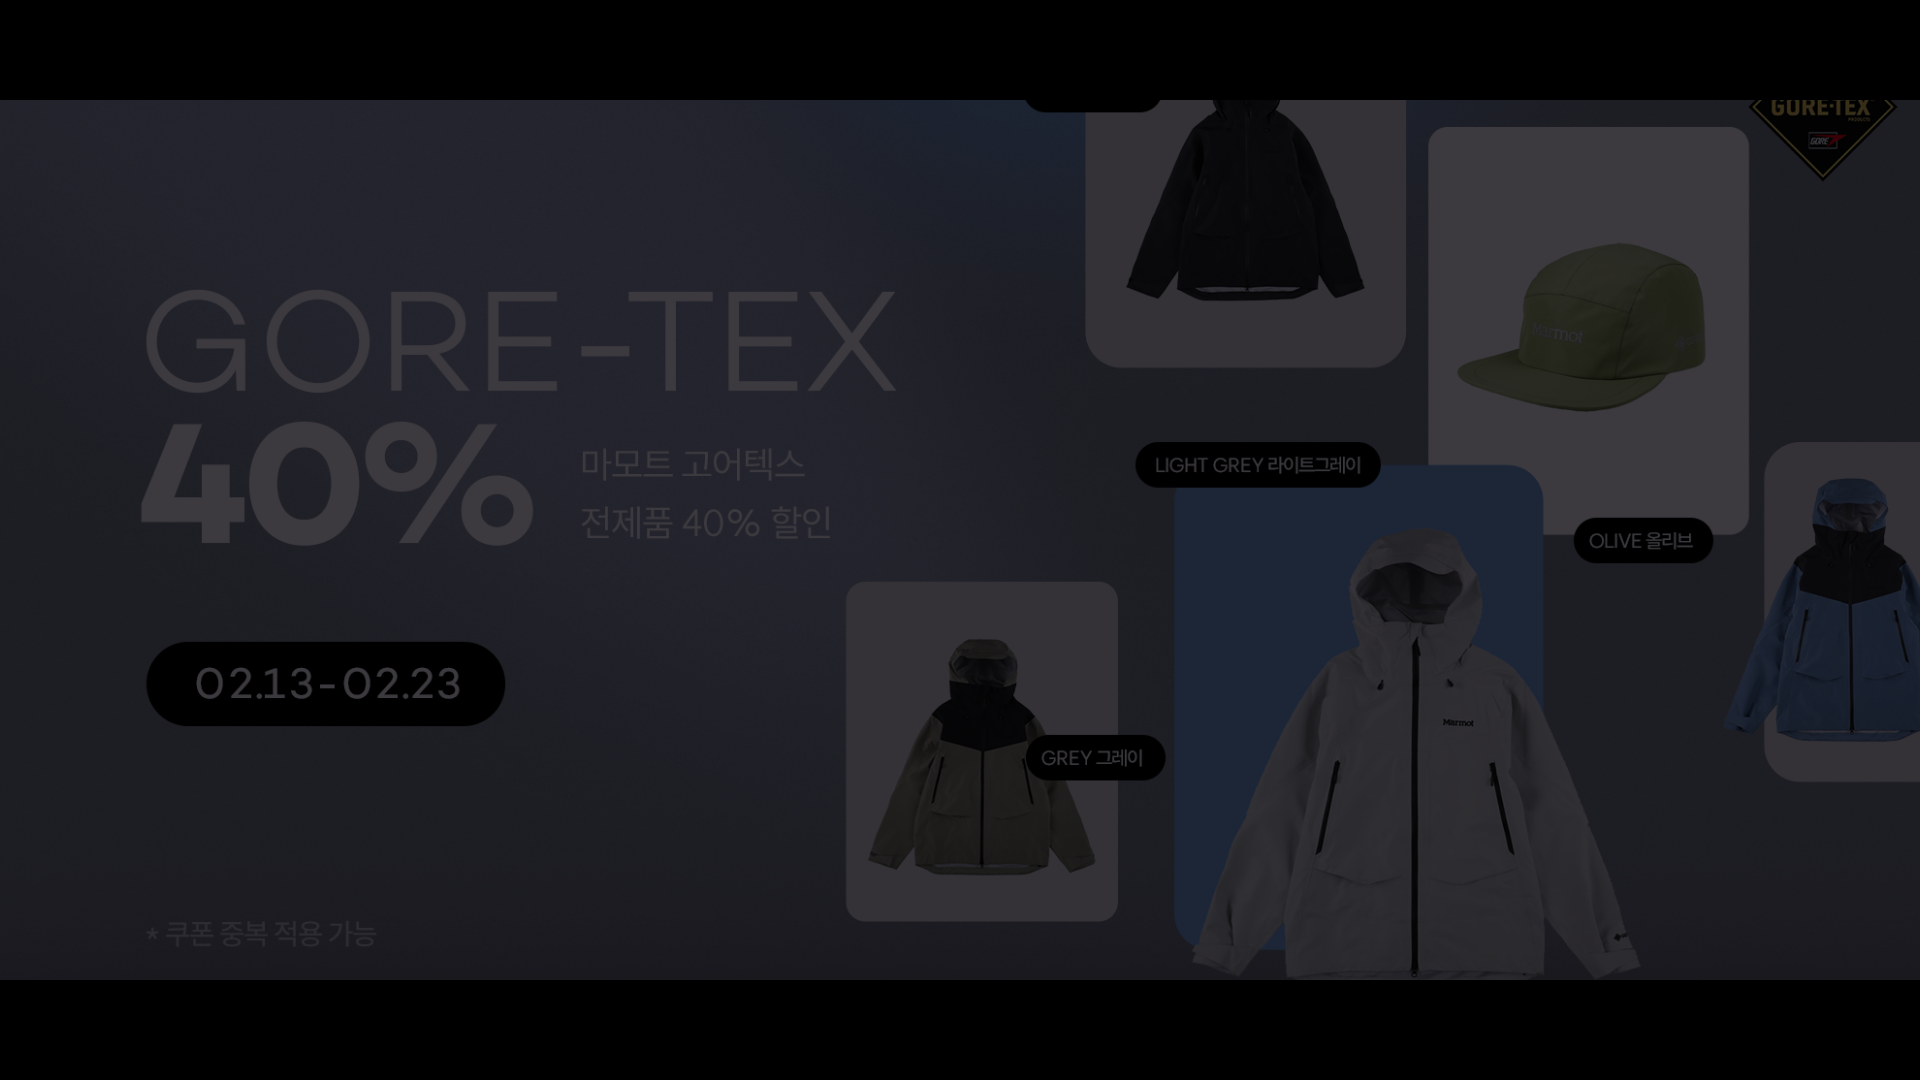 GORE-TEX
40%
마모트 고어텍스
전제품 40% 할인
02.13-02.23
* 쿠폰 중복 적용 가능
GORE-TEX
PRODUCTS
GORE
Marmot
LIGHT GREY 라이트그레이
OLIVE 올리브
GREY 그레이
Marmot